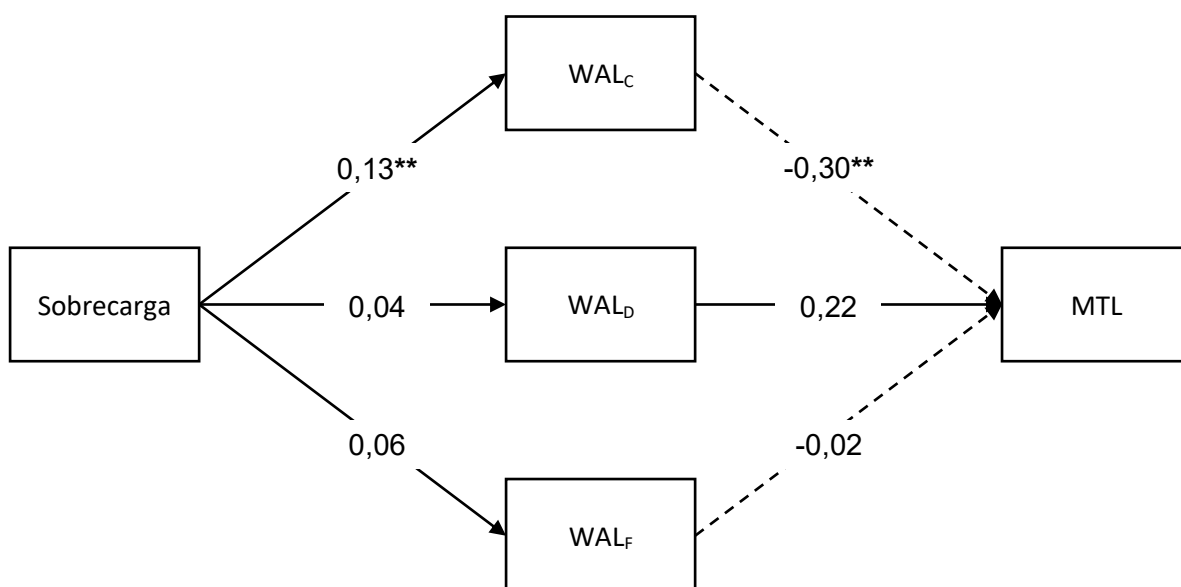 WALC
0,13**
-0,30**
Sobrecarga
0,04
WALD
0,22
MTL
0,06
-0,02
WALF